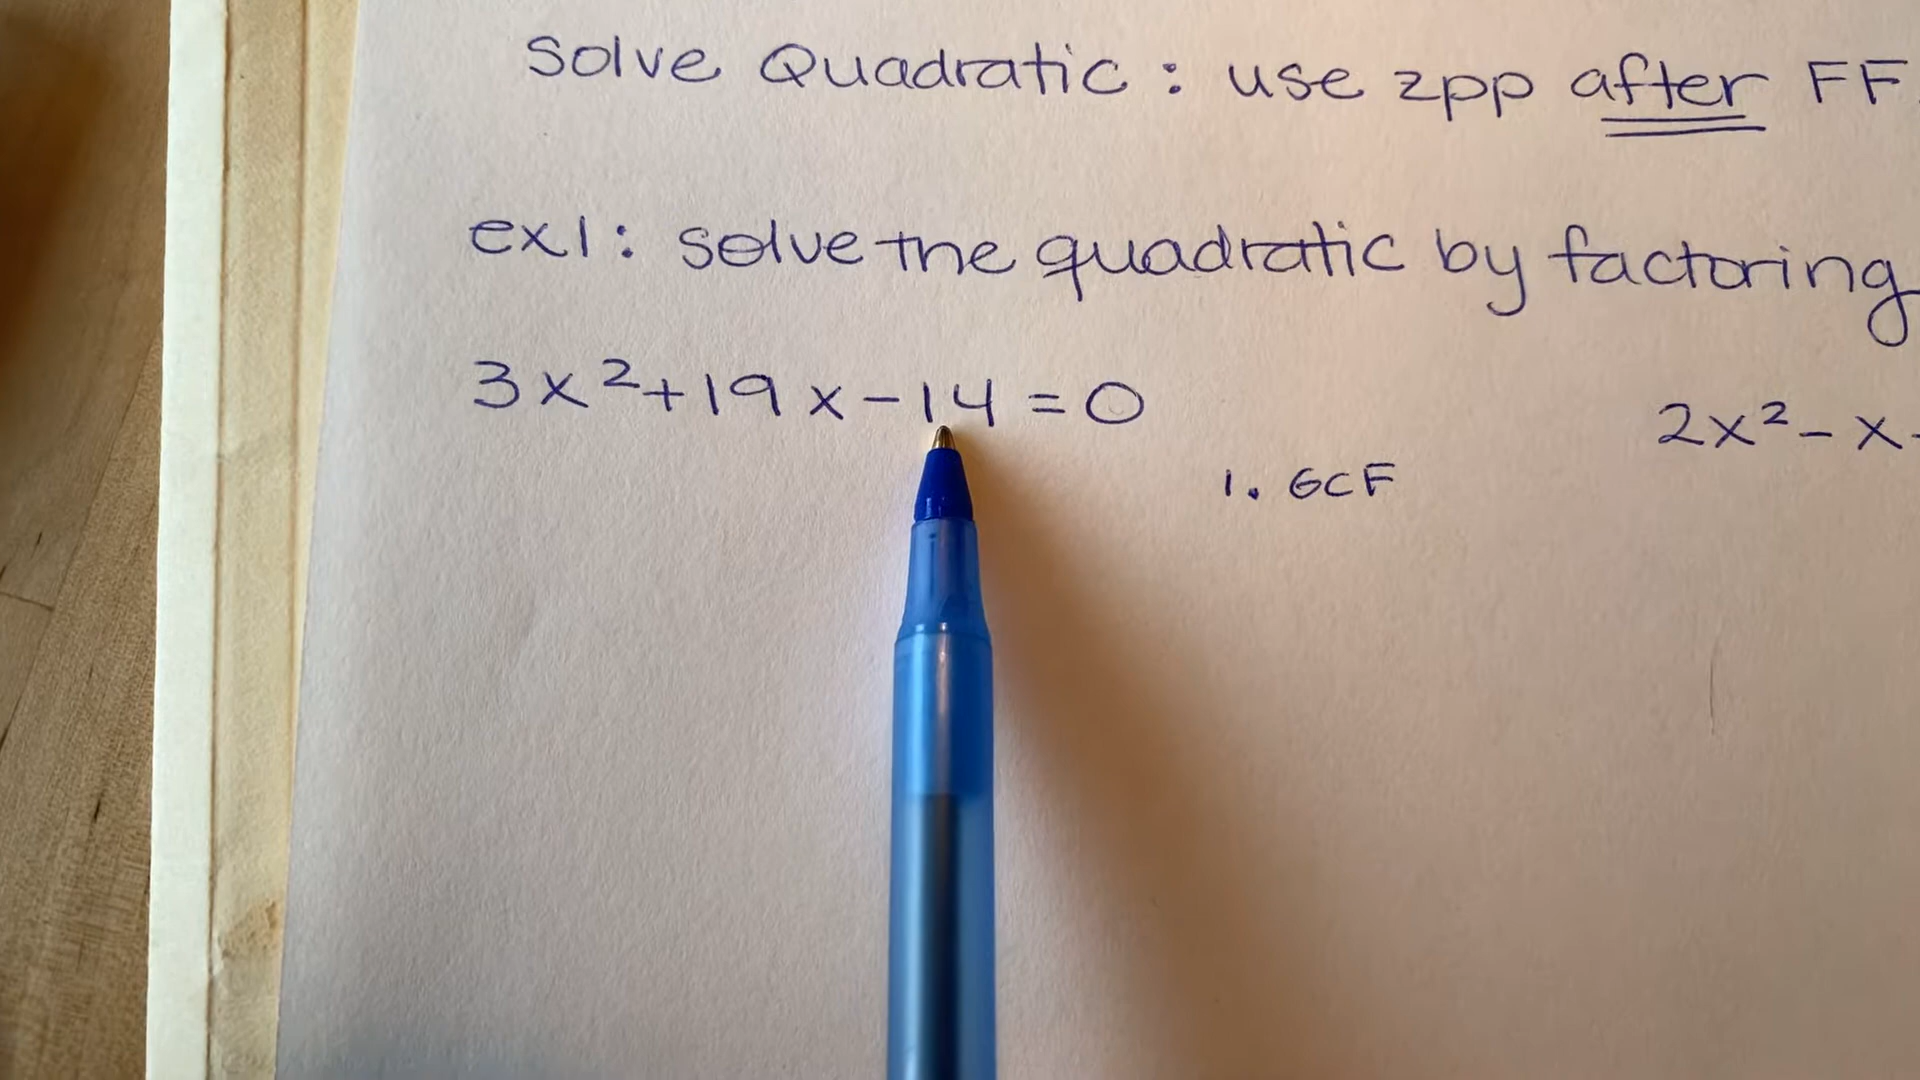 Solve Quadratic: use zpp after FF
ex1: solve the quadratic by factoring
3x²+19x-14=0
2x²-x-
1. GCF